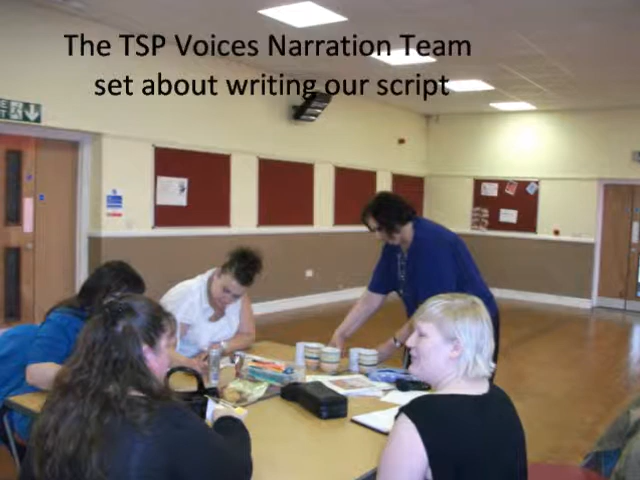 The TSP Voices Narration Team
set about writing our script